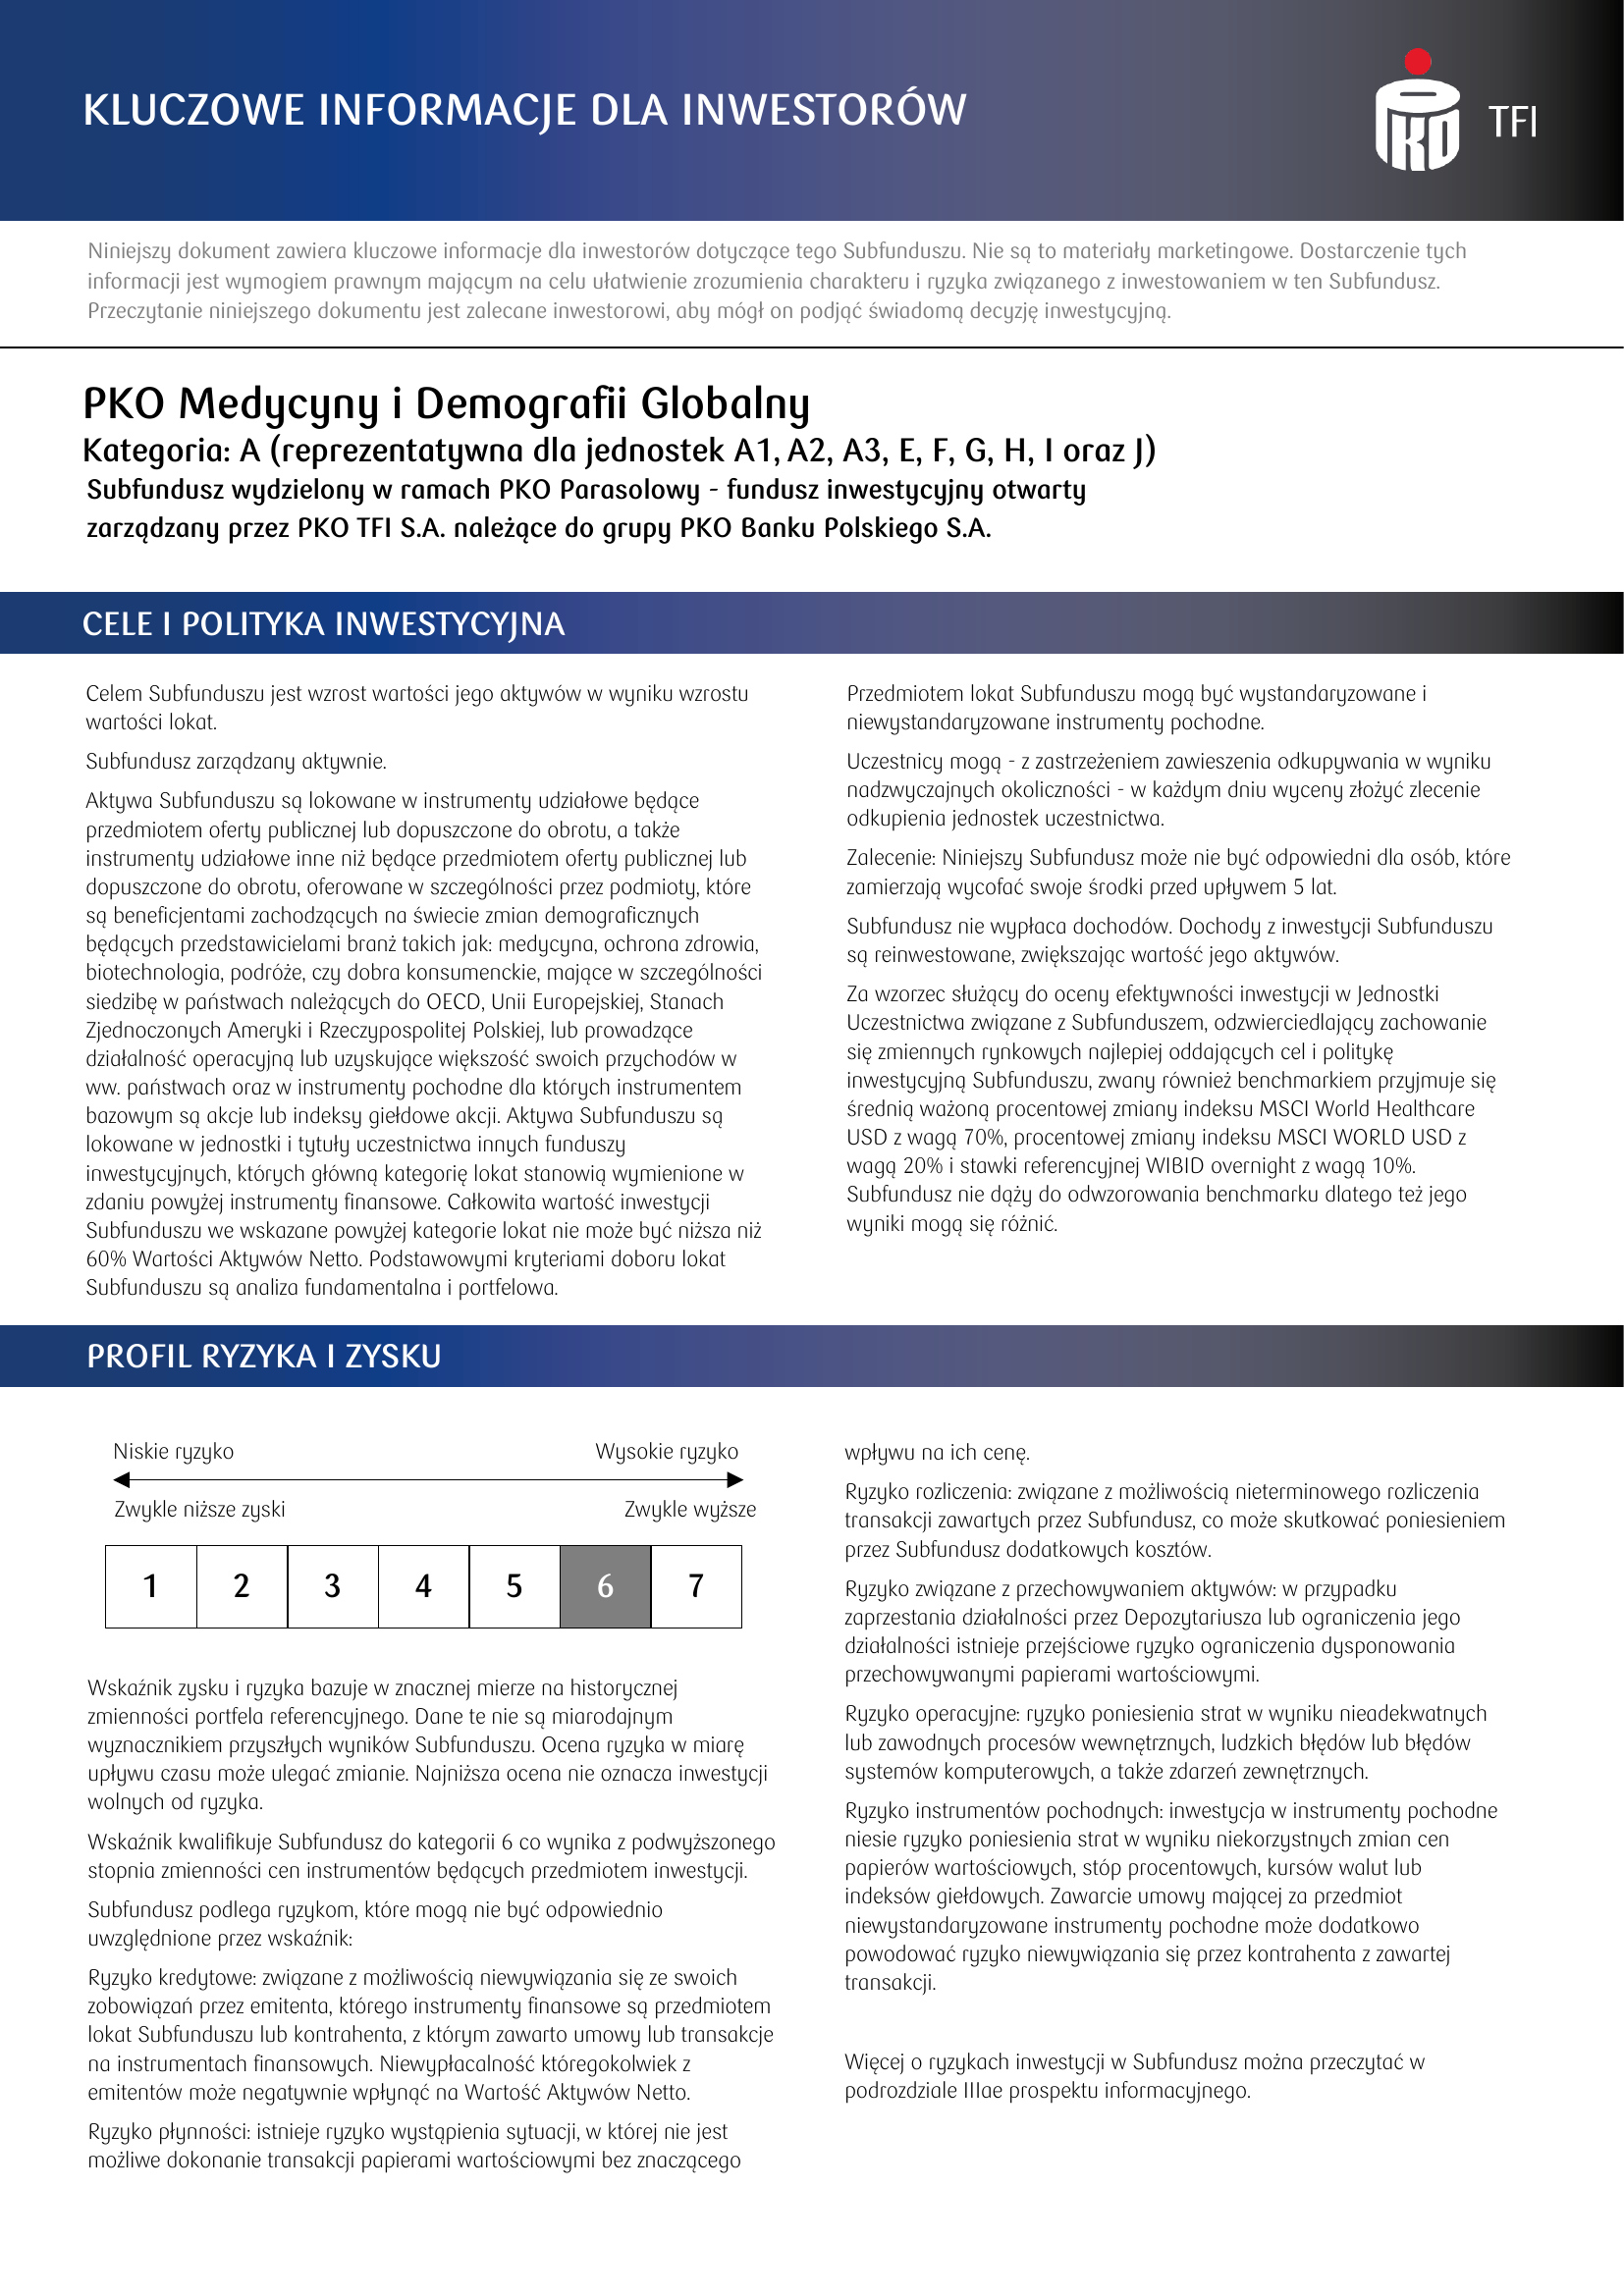 KLUCZOWE INFORMACJE DLA INWESTORÓW
PKO TFI
Niniejszy dokument zawiera kluczowe informacje dla inwestorów dotyczące tego Subfunduszu. Nie są to materiały marketingowe. Dostarczenie tych
informacji jest wymogiem prawnym mającym na celu ułatwienie zrozumienia charakteru i ryzyka związanego z inwestowaniem w ten Subfundusz.
Przeczytanie niniejszego dokumentu jest zalecane inwestorowi, aby mógł on podjąć świadomą decyzję inwestycyjną.
PKO Medycyny i Demografii Globalny
Kategoria: A (reprezentatywna dla jednostek A1, A2, A3, E, F, G, H, I oraz J)
Subfundusz wydzielony w ramach PKO Parasolowy - fundusz inwestycyjny otwarty
zarządzany przez PKO TFI S.A. należące do grupy PKO Banku Polskiego S.A.
CELE I POLITYKA INWESTYCYJNA
Celem Subfunduszu jest wzrost wartości jego aktywów w wyniku wzrostu
wartości lokat.
Subfundusz zarządzany aktywnie.
Aktywa Subfunduszu są lokowane w instrumenty udziałowe będące
przedmiotem oferty publicznej lub dopuszczone do obrotu, a także
instrumenty udziałowe inne niż będące przedmiotem oferty publicznej lub
dopuszczone do obrotu, oferowane w szczególności przez podmioty, które
są beneficjentami zachodzących na świecie zmian demograficznych
będących przedstawicielami branż takich jak: medycyna, ochrona zdrowia,
biotechnologia, podróże, czy dobra konsumenckie, mające w szczególności
siedzibę w państwach należących do OECD, Unii Europejskiej, Stanach
Zjednoczonych Ameryki i Rzeczypospolitej Polskiej, lub prowadzące
działalność operacyjną lub uzyskujące większość swoich przychodów w
ww. państwach oraz w instrumenty pochodne dla których instrumentem
bazowym są akcje lub indeksy giełdowe akcji. Aktywa Subfunduszu są
lokowane w jednostki i tytuły uczestnictwa innych funduszy
inwestycyjnych, których główną kategorię lokat stanowią wymienione w
zdaniu powyżej instrumenty finansowe. Całkowita wartość inwestycji
Subfunduszu we wskazane powyżej kategorie lokat nie może być niższa niż
60% Wartości Aktywów Netto. Podstawowymi kryteriami doboru lokat
Subfunduszu są analiza fundamentalna i portfelowa.
Przedmiotem lokat Subfunduszu mogą być wystandaryzowane i
niewystandaryzowane instrumenty pochodne.
Uczestnicy mogą - z zastrzeżeniem zawieszenia odkupywania w wyniku
nadzwyczajnych okoliczności - w każdym dniu wyceny złożyć zlecenie
odkupienia jednostek uczestnictwa.
Zalecenie: Niniejszy Subfundusz może nie być odpowiedni dla osób, które
zamierzają wycofać swoje środki przed upływem 5 lat.
Subfundusz nie wypłaca dochodów. Dochody z inwestycji Subfunduszu
są reinwestowane, zwiększając wartość jego aktywów.
Za wzorzec służący do oceny efektywności inwestycji w Jednostki
Uczestnictwa związane z Subfunduszem, odzwierciedlający zachowanie
się zmiennych rynkowych najlepiej oddających cel i politykę
inwestycyjną Subfunduszu, zwany również benchmarkiem przyjmuje się
średnią ważoną procentowej zmiany indeksu MSCI World Healthcare
USD z wagą 70%, procentowej zmiany indeksu MSCI WORLD USD z
wagą 20% i stawki referencyjnej WIBID overnight z wagą 10%.
Subfundusz nie dąży do odwzorowania benchmarku dlatego też jego
wyniki mogą się różnić.
PROFIL RYZYKA I ZYSKU
Niskie ryzyko Wysokie ryzyko
Zwykle niższe zyski Zwykle wyższe
1 2 3 4 5 6 7
Wskaźnik zysku i ryzyka bazuje w znacznej mierze na historycznej
zmienności portfela referencyjnego. Dane te nie są miarodajnym
wyznacznikiem przyszłych wyników Subfunduszu. Ocena ryzyka w miarę
upływu czasu może ulegać zmianie. Najniższa ocena nie oznacza inwestycji
wolnych od ryzyka.
Wskaźnik kwalifikuje Subfundusz do kategorii 6 co wynika z podwyższonego
stopnia zmienności cen instrumentów będących przedmiotem inwestycji.
Subfundusz podlega ryzykom, które mogą nie być odpowiednio
uwzględnione przez wskaźnik:
Ryzyko kredytowe: związane z możliwością niewywiązania się ze swoich
zobowiązań przez emitenta, którego instrumenty finansowe są przedmiotem
lokat Subfunduszu lub kontrahenta, z którym zawarto umowy lub transakcje
na instrumentach finansowych. Niewypłacalność któregokolwiek z
emitentów może negatywnie wpłynąć na Wartość Aktywów Netto.
Ryzyko płynności: istnieje ryzyko wystąpienia sytuacji, w której nie jest
możliwe dokonanie transakcji papierami wartościowymi bez znaczącego
wpływu na ich cenę.
Ryzyko rozliczenia: związane z możliwością nieterminowego rozliczenia
transakcji zawartych przez Subfundusz, co może skutkować poniesieniem
przez Subfundusz dodatkowych kosztów.
Ryzyko związane z przechowywaniem aktywów: w przypadku
zaprzestania działalności przez Depozytariusza lub ograniczenia jego
działalności istnieje przejściowe ryzyko ograniczenia dysponowania
przechowywanymi papierami wartościowymi.
Ryzyko operacyjne: ryzyko poniesienia strat w wyniku nieadekwatnych
lub zawodnych procesów wewnętrznych, ludzkich błędów lub błędów
systemów komputerowych, a także zdarzeń zewnętrznych.
Ryzyko instrumentów pochodnych: inwestycja w instrumenty pochodne
niesie ryzyko poniesienia strat w wyniku niekorzystnych zmian cen
papierów wartościowych, stóp procentowych, kursów walut lub
indeksów giełdowych. Zawarcie umowy mającej za przedmiot
niewystandaryzowane instrumenty pochodne może dodatkowo
powodować ryzyko niewywiązania się przez kontrahenta z zawartej
transakcji.
Więcej o ryzykach inwestycji w Subfundusz można przeczytać w
podrozdziale IIIae prospektu informacyjnego.